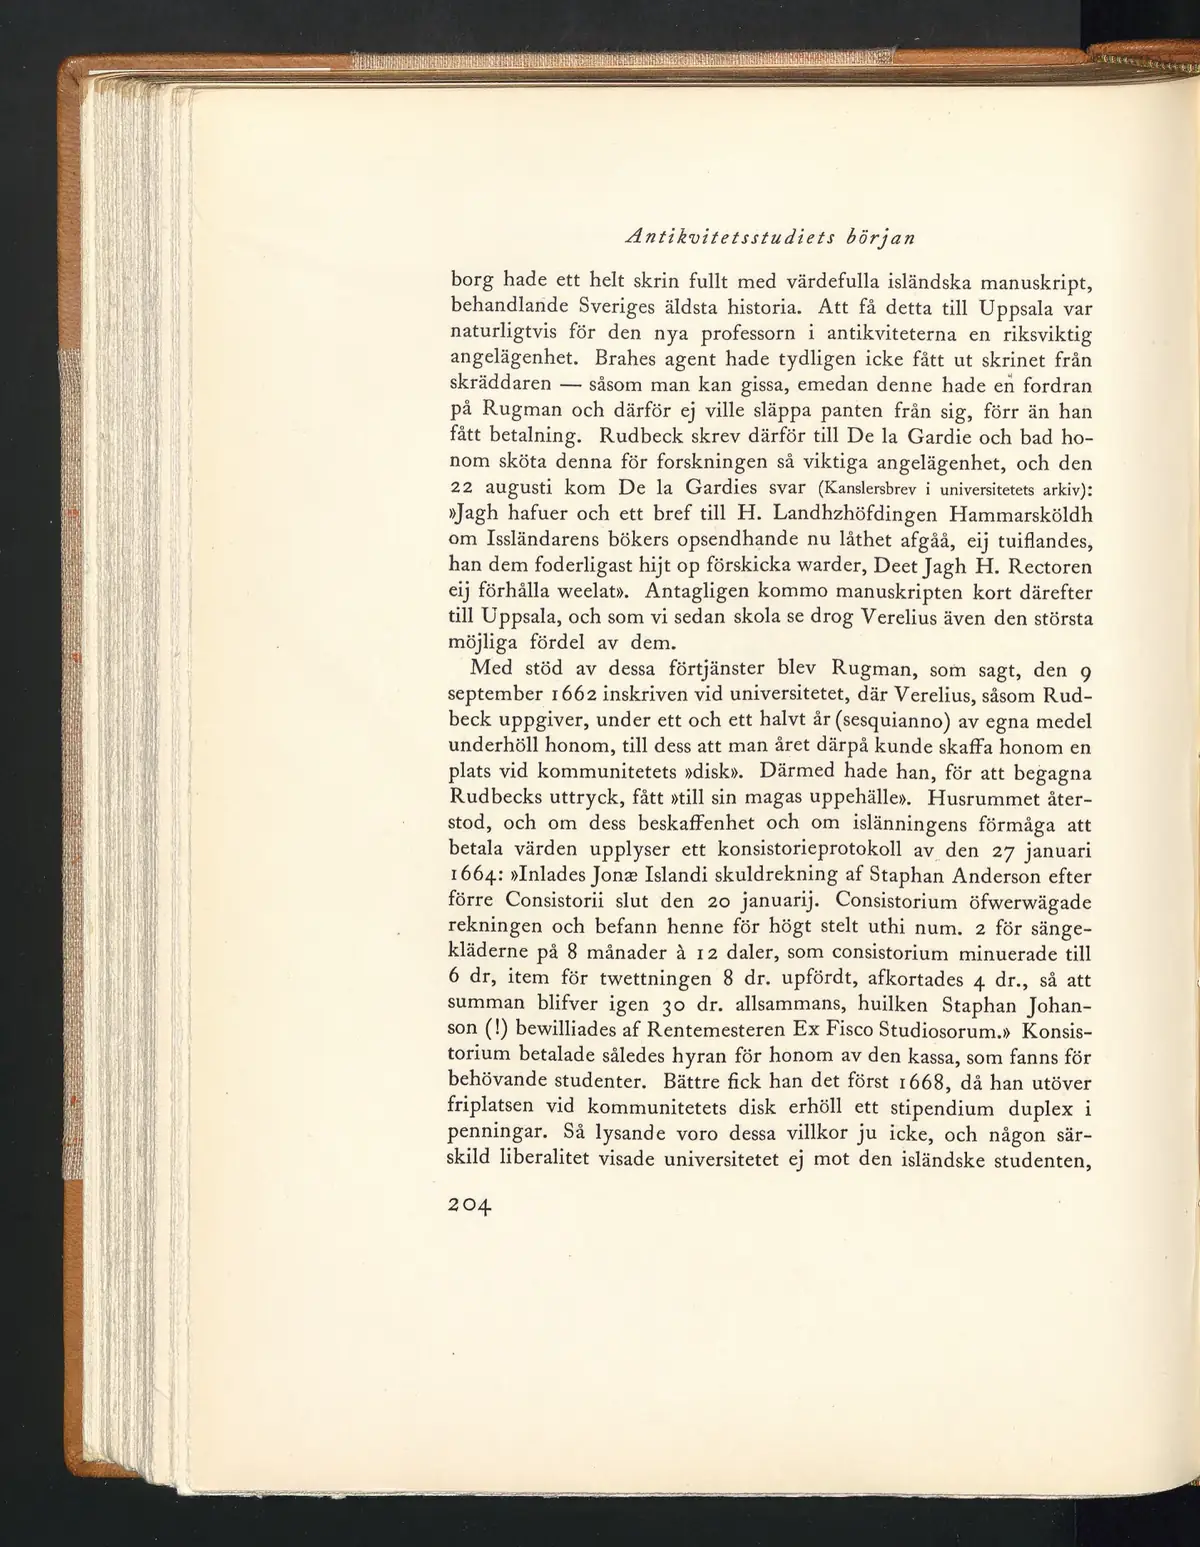 Antikvitetsstudiets början
borg hade ett helt skrin fullt med värdefulla isländska manuskript,
behandlande Sveriges äldsta historia. Att få detta till Uppsala var
naturligtvis för den nya professorn i antikviteterna en riksviktig
angelägenhet. Brahes agent hade tydligen icke fått ut skrinet från
skräddaren — såsom man kan gissa, emedan denne hade en fordran
på Rugman och därför ej ville släppa panten från sig, förr än han
fått betalning. Rudbeck skrev därför till De la Gardie och bad ho-
nom sköta denna för forskningen så viktiga angelägenhet, och den
22 augusti kom De la Gardies svar (Kanslersbrev i universitetets arkiv):
»Jagh hafuer och ett bref till H. Landhzhöfdingen Hammarsköldh
om Issländarens bökers opsendhande nu låthet afgåå, eij tuiflandes,
han dem foderligast hijt op förskicka warder, Deet Jagh H. Rectoren
eij förhålla weelat». Antagligen kommo manuskripten kort därefter
till Uppsala, och som vi sedan skola se drog Verelius även den största
möjliga fördel av dem.
Med stöd av dessa förtjänster blev Rugman, som sagt, den 9
september 1662 inskriven vid universitetet, där Verelius, såsom Rud-
beck uppgiver, under ett och ett halvt år (sesquianno) av egna medel
underhöll honom, till dess att man året därpå kunde skaffa honom en
plats vid kommunitetets »disk». Därmed hade han, för att begagna
Rudbecks uttryck, fått »till sin magas uppehälle». Husrummet åter-
stod, och om dess beskaffenhet och om islänningens förmåga att
betala värden upplyser ett konsistorieprotokoll av den 27 januari
1664: »Inlades Jonæ Islandi skuldrekning af Staphan Anderson efter
förre Consistorii slut den 20 januarij. Consistorium öfwerwägade
rekningen och befann henne för högt stelt uthi num. 2 för sänge-
kläderne på 8 månader à 12 daler, som consistorium minuerade till
6 dr, item för twettningen 8 dr. upfördt, afkortades 4 dr., så att
summan blifver igen 30 dr. allsammans, huilken Staphan Johan-
son (!) bewilliades af Rentemesteren Ex Fisco Studiosorum.» Konsis-
torium betalade således hyran för honom av den kassa, som fanns för
behövande studenter. Bättre fick han det först 1668, då han utöver
friplatsen vid kommunitetets disk erhöll ett stipendium duplex i
penningar. Så lysande voro dessa villkor ju icke, och någon sär-
skild liberalitet visade universitetet ej mot den isländske studenten,
204